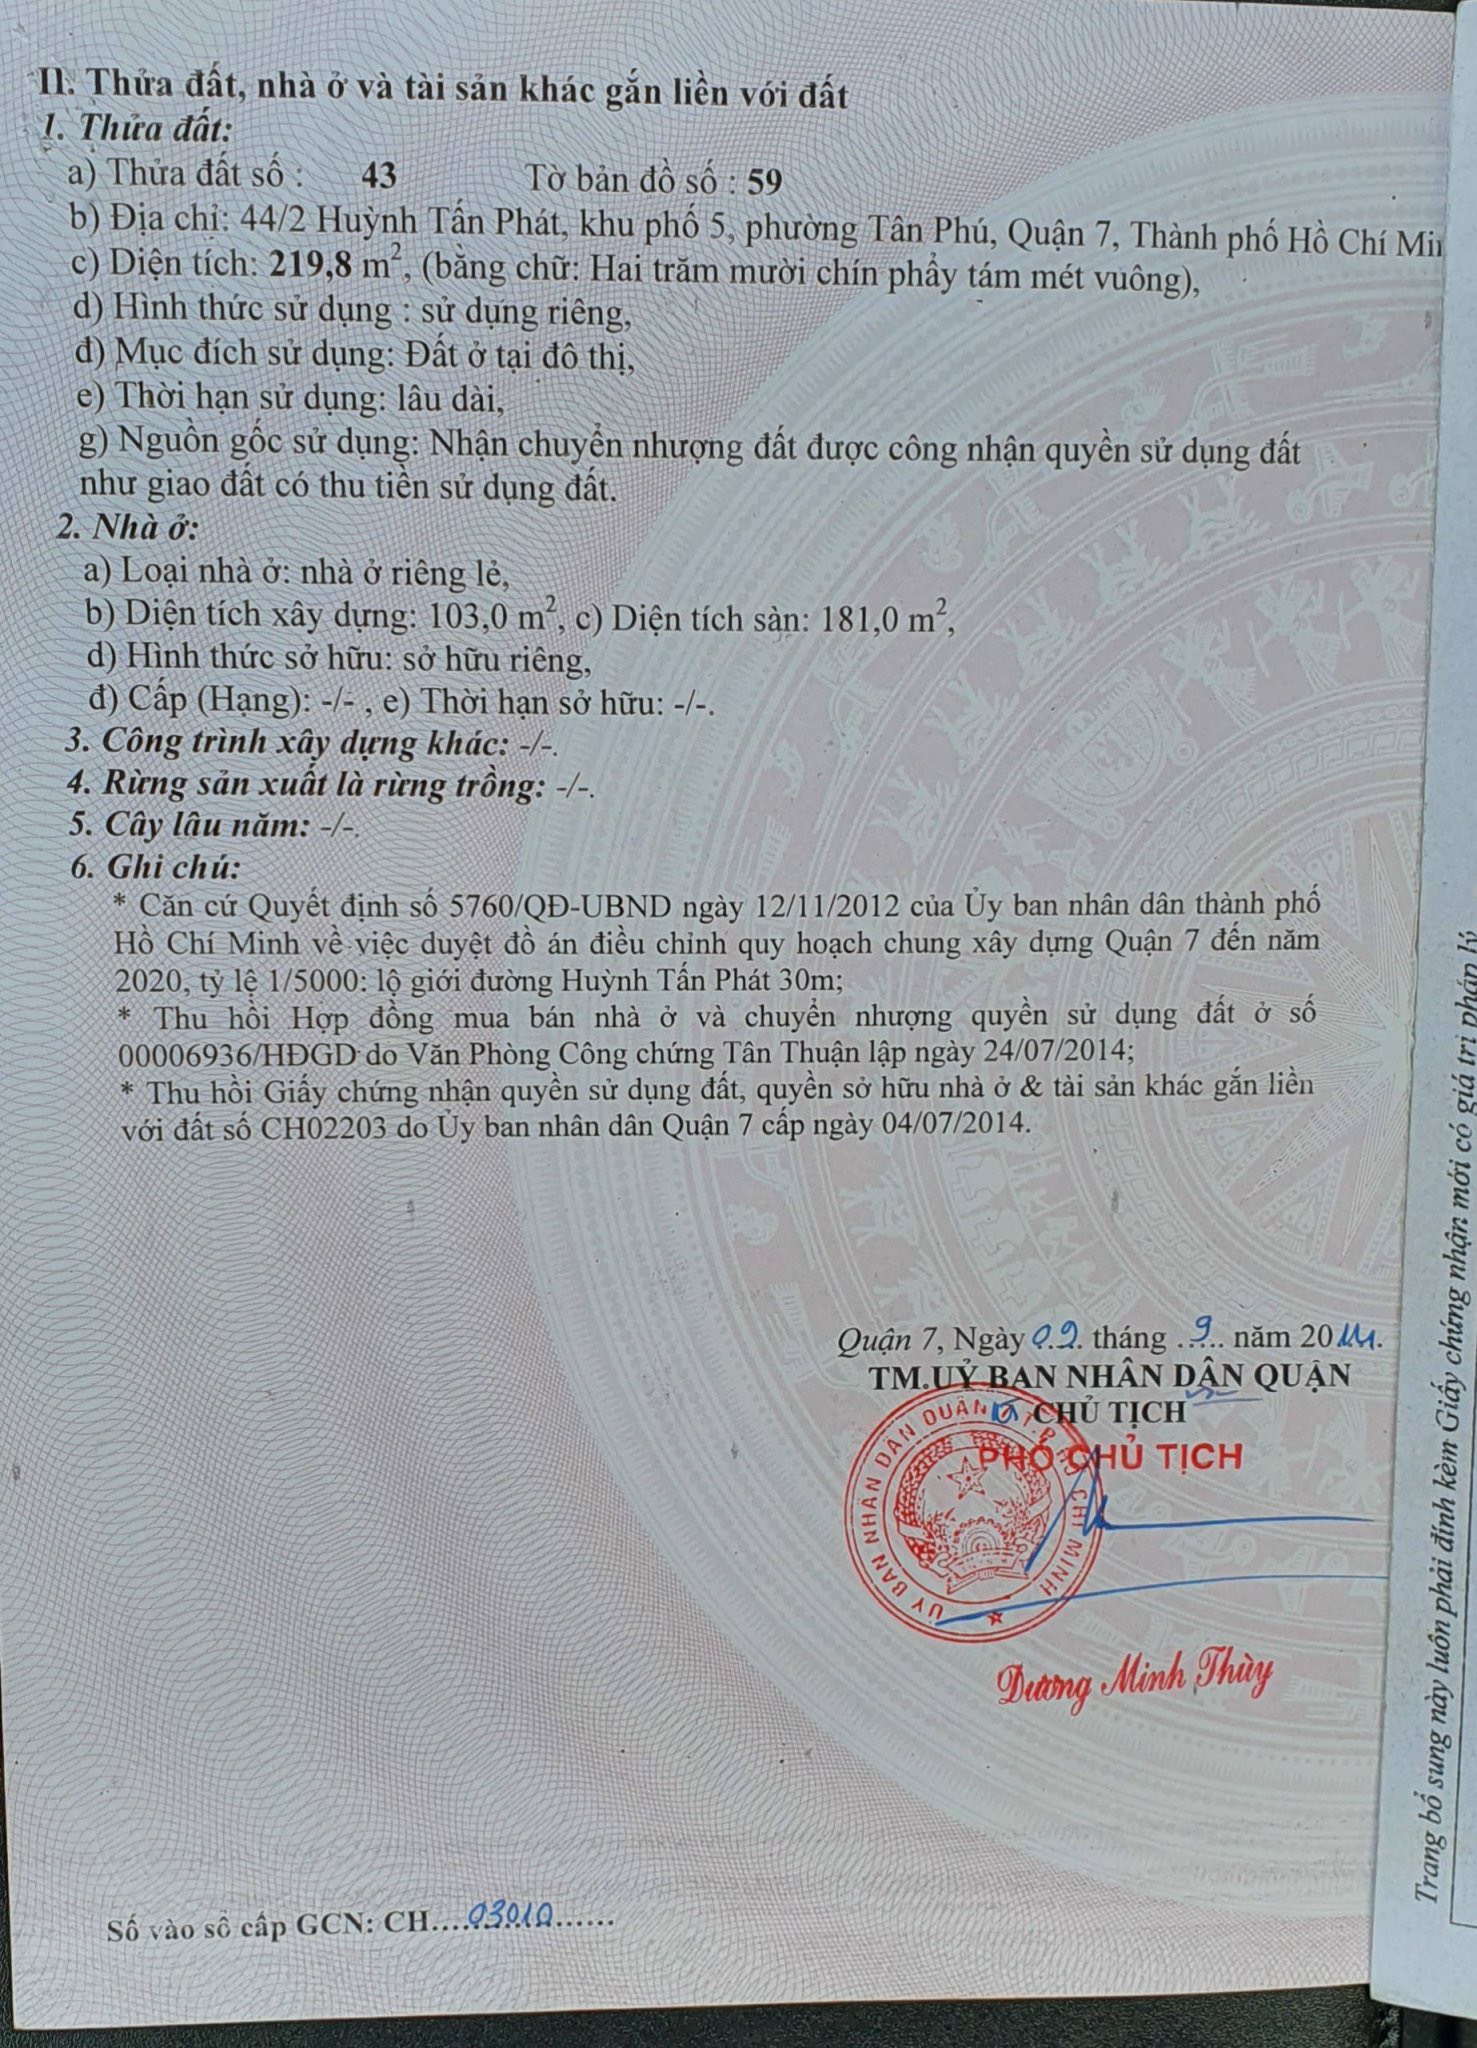 II. Thửa đất, nhà ở và tài sản khác gắn liền với đất
1. Thửa đất:
a) Thửa đất số : 43 Tờ bản đồ số : 59
b) Địa chỉ: 44/2 Huỳnh Tấn Phát, khu phố 5, phường Tân Phú, Quận 7, Thành phố Hồ Chí Min
c) Diện tích: 219,8 m², (bằng chữ: Hai trăm mười chín phẩy tám mét vuông),
d) Hình thức sử dụng : sử dụng riêng,
đ) Mục đích sử dụng: Đất ở tại đô thị,
e) Thời hạn sử dụng: lâu dài,
g) Nguồn gốc sử dụng: Nhận chuyển nhượng đất được công nhận quyền sử dụng đất
như giao đất có thu tiền sử dụng đất.
2. Nhà ở:
a) Loại nhà ở: nhà ở riêng lẻ,
b) Diện tích xây dựng: 103,0 m², c) Diện tích sàn: 181,0 m²,
d) Hình thức sở hữu: sở hữu riêng,
đ) Cấp (Hạng): -/- , e) Thời hạn sở hữu: -/-.
3. Công trình xây dựng khác: -/-.
4. Rừng sản xuất là rừng trồng: -/-.
5. Cây lâu năm: -/-.
6. Ghi chú:
* Căn cứ Quyết định số 5760/QĐ-UBND ngày 12/11/2012 của Ủy ban nhân dân thành phố
Hồ Chí Minh về việc duyệt đồ án điều chỉnh quy hoạch chung xây dựng Quận 7 đến năm
2020, tỷ lệ 1/5000: lộ giới đường Huỳnh Tấn Phát 30m;
* Thu hồi Hợp đồng mua bán nhà ở và chuyển nhượng quyền sử dụng đất ở số
00006936/HĐGD do Văn Phòng Công chứng Tân Thuận lập ngày 24/07/2014;
* Thu hồi Giấy chứng nhận quyền sử dụng đất, quyền sở hữu nhà ở & tài sản khác gắn liền
với đất số CH02203 do Ủy ban nhân dân Quận 7 cấp ngày 04/07/2014.
Quận 7, Ngày 09 tháng 9 năm 2014.
TM.UỶ BAN NHÂN DÂN QUẬN
KT CHỦ TỊCH
PHÓ CHỦ TỊCH
ỦY BAN NHÂN DÂN QUẬN 7 T.P HỒ CHÍ MINH
Dương Minh Thùy
Số vào sổ cấp GCN: CH....03010......
Trang bổ sung này luôn phải đính kèm Giấy chứng nhận mới có giá trị pháp lý